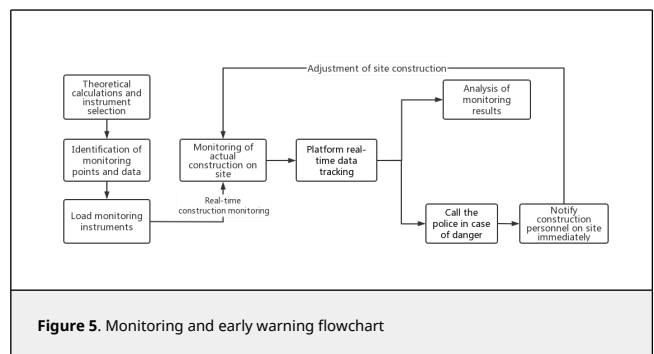 Adjustment of site construction
Theoretical
calculations and
instrument
selection
Analysis of
monitoring
results
Identification of
monitoring
points and data
Monitoring of
actual
construction on
site
Platform real-
time data
tracking
Real-time
construction monitoring
Load monitoring
instruments
Call the
police in case
of danger
Notify
construction
personnel on site
immediately
Figure 5. Monitoring and early warning flowchart